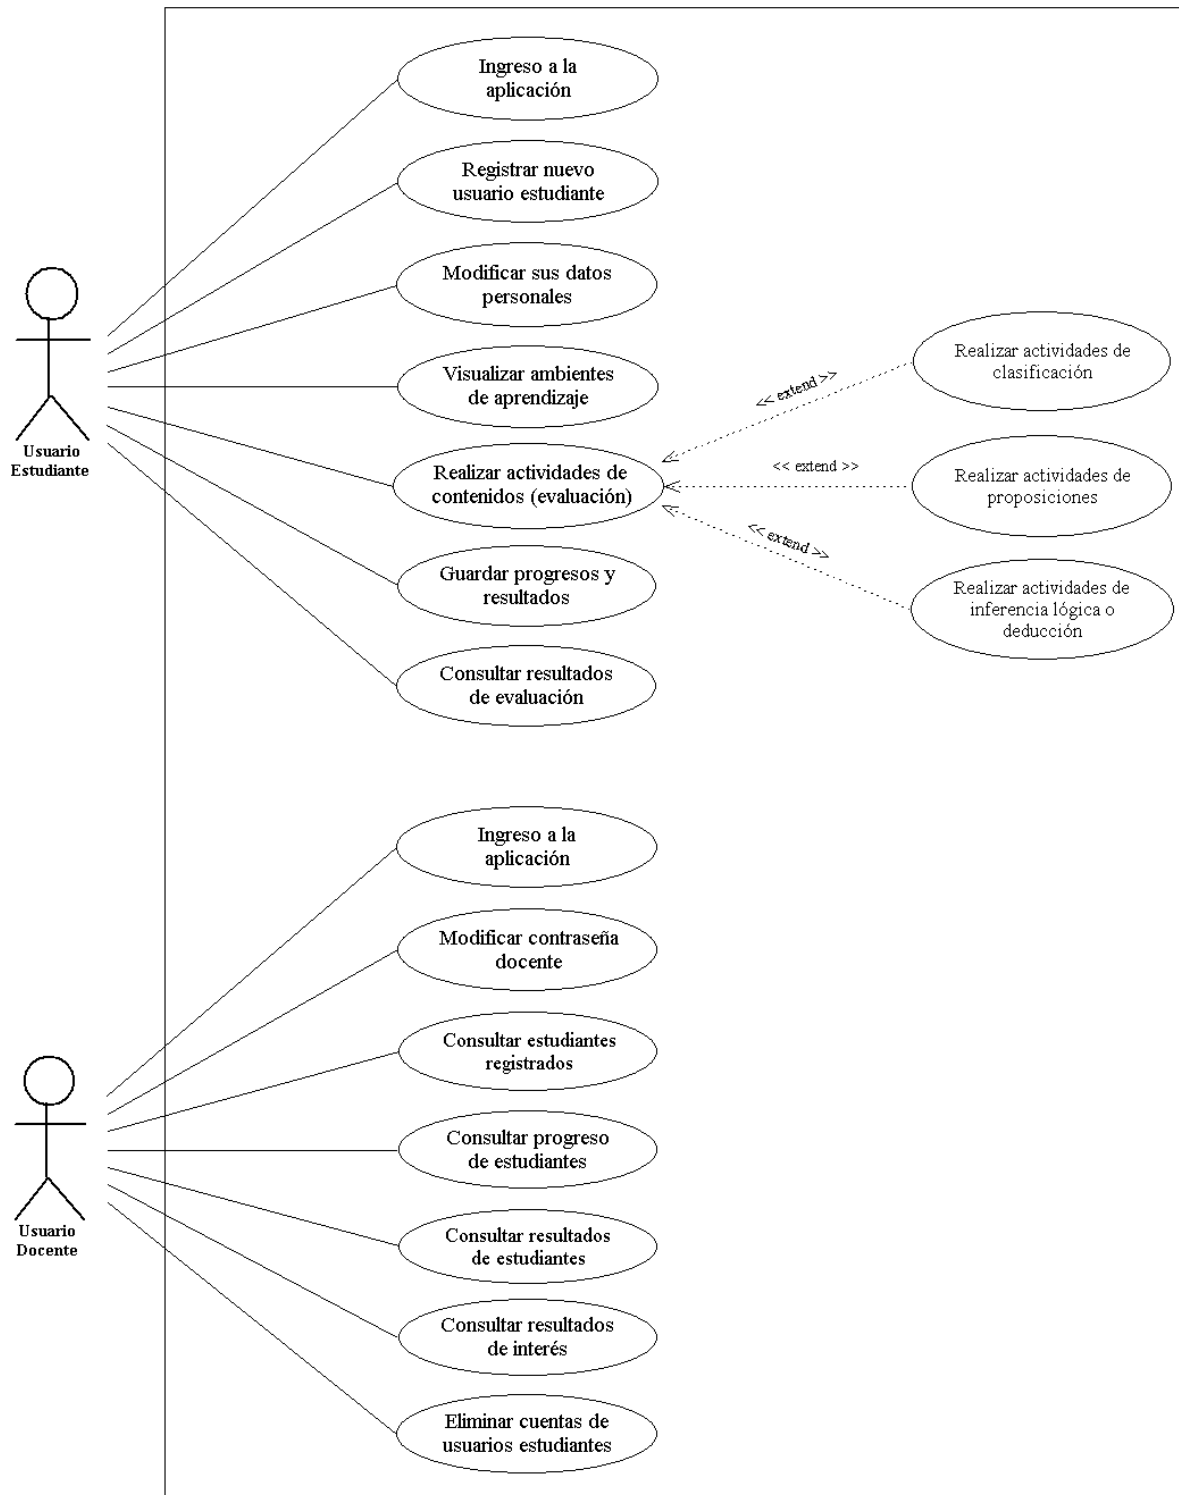 Ingreso a la
aplicación
Registrar nuevo
usuario estudiante
Modificar sus datos
personales
Visualizar ambientes
de aprendizaje
Realizar actividades de
contenidos (evaluación)
Guardar progresos y
resultados
Consultar resultados
de evaluación
Usuario
Estudiante
<< extend >>
<< extend >>
<< extend >>
Realizar actividades de
clasificación
Realizar actividades de
proposiciones
Realizar actividades de
inferencia lógica o
deducción
Ingreso a la
aplicación
Modificar contraseña
docente
Consultar estudiantes
registrados
Consultar progreso
de estudiantes
Consultar resultados
de estudiantes
Consultar resultados
de interés
Eliminar cuentas de
usuarios estudiantes
Usuario
Docente